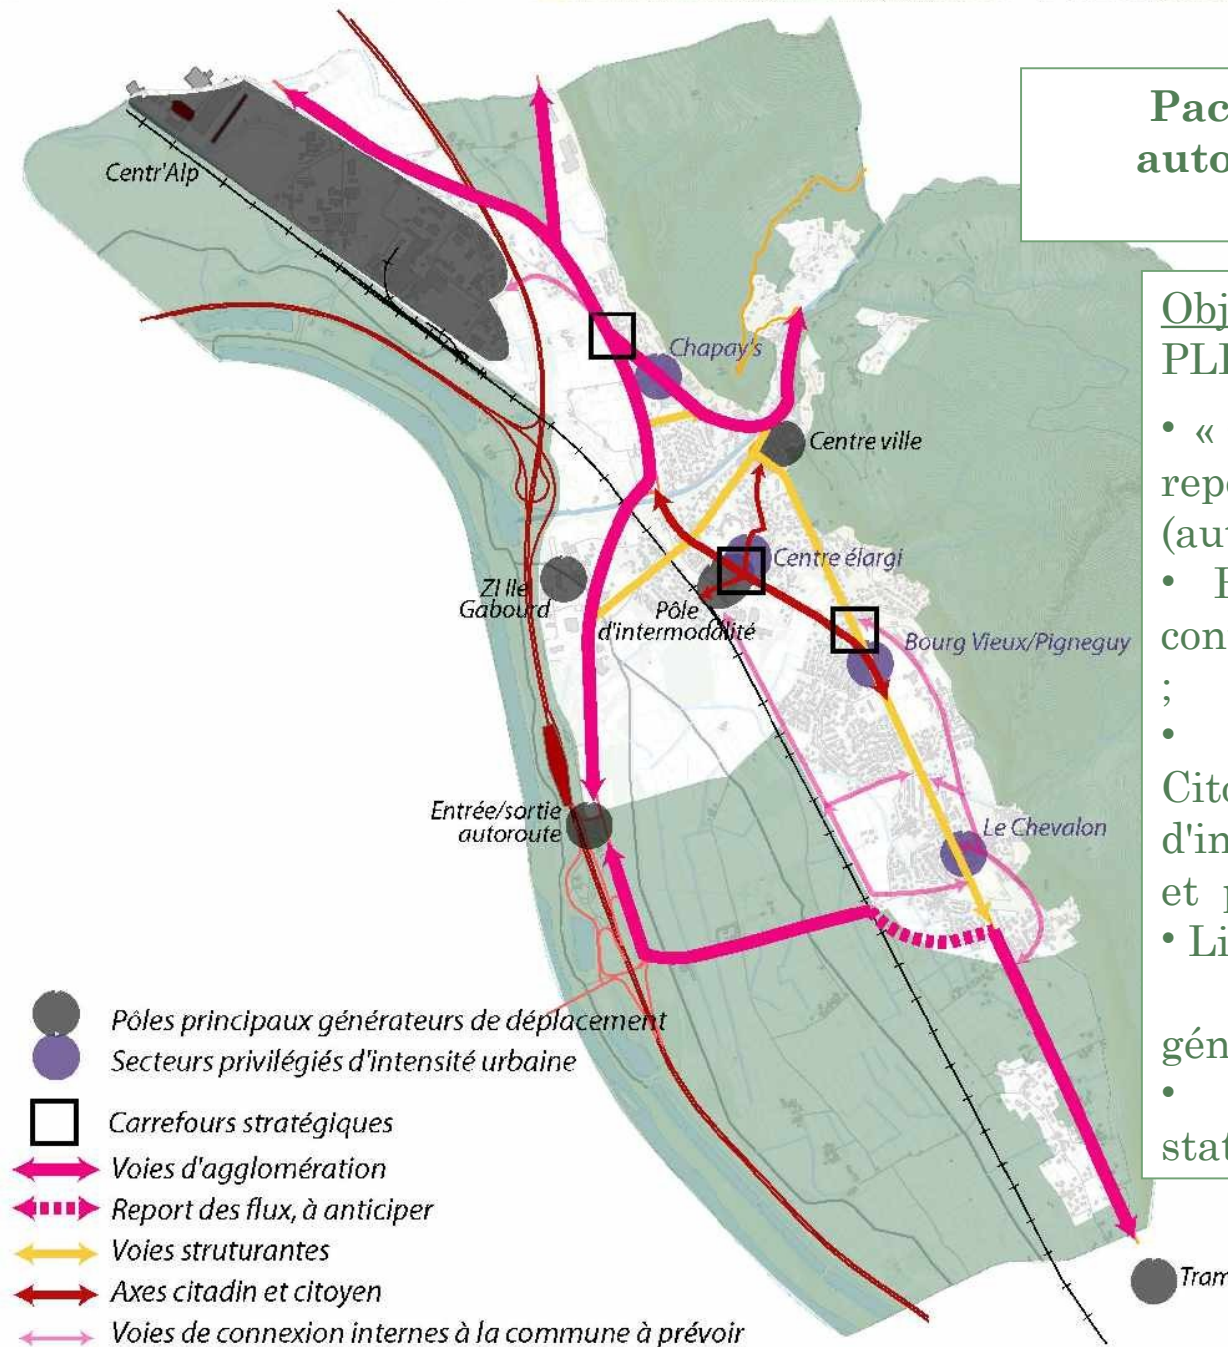 Pac
auto
Centr'Alp
Obj
PLU
• «
repo
(aut
•
con
;
•
Cito
d'in
et p
• Li
gén
•
stat
Chapay's
Centre ville
Centre élargi
ZI Ile
Gabourd
Pôle
d'intermodalité
Bourg Vieux/Pigneguy
Entrée/sortie
autoroute
Le Chevalon
Tram
Pôles principaux générateurs de déplacement
Secteurs privilégiés d'intensité urbaine
Carrefours stratégiques
Voies d'agglomération
Report des flux, à anticiper
Voies struturantes
Axes citadin et citoyen
Voies de connexion internes à la commune à prévoir